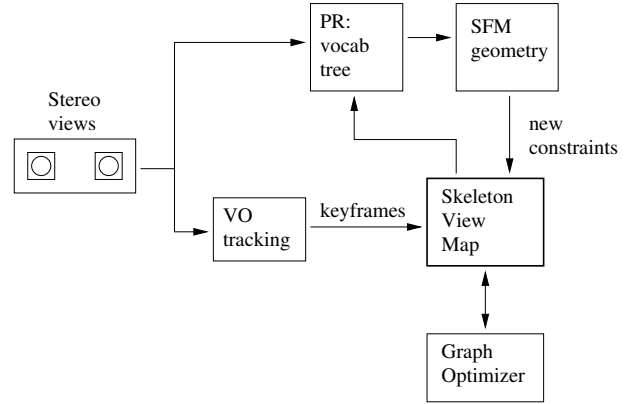 PR:
vocab
tree
SFM
geometry
Stereo
views
new
constraints
VO
tracking
keyframes
Skeleton
View
Map
Graph
Optimizer